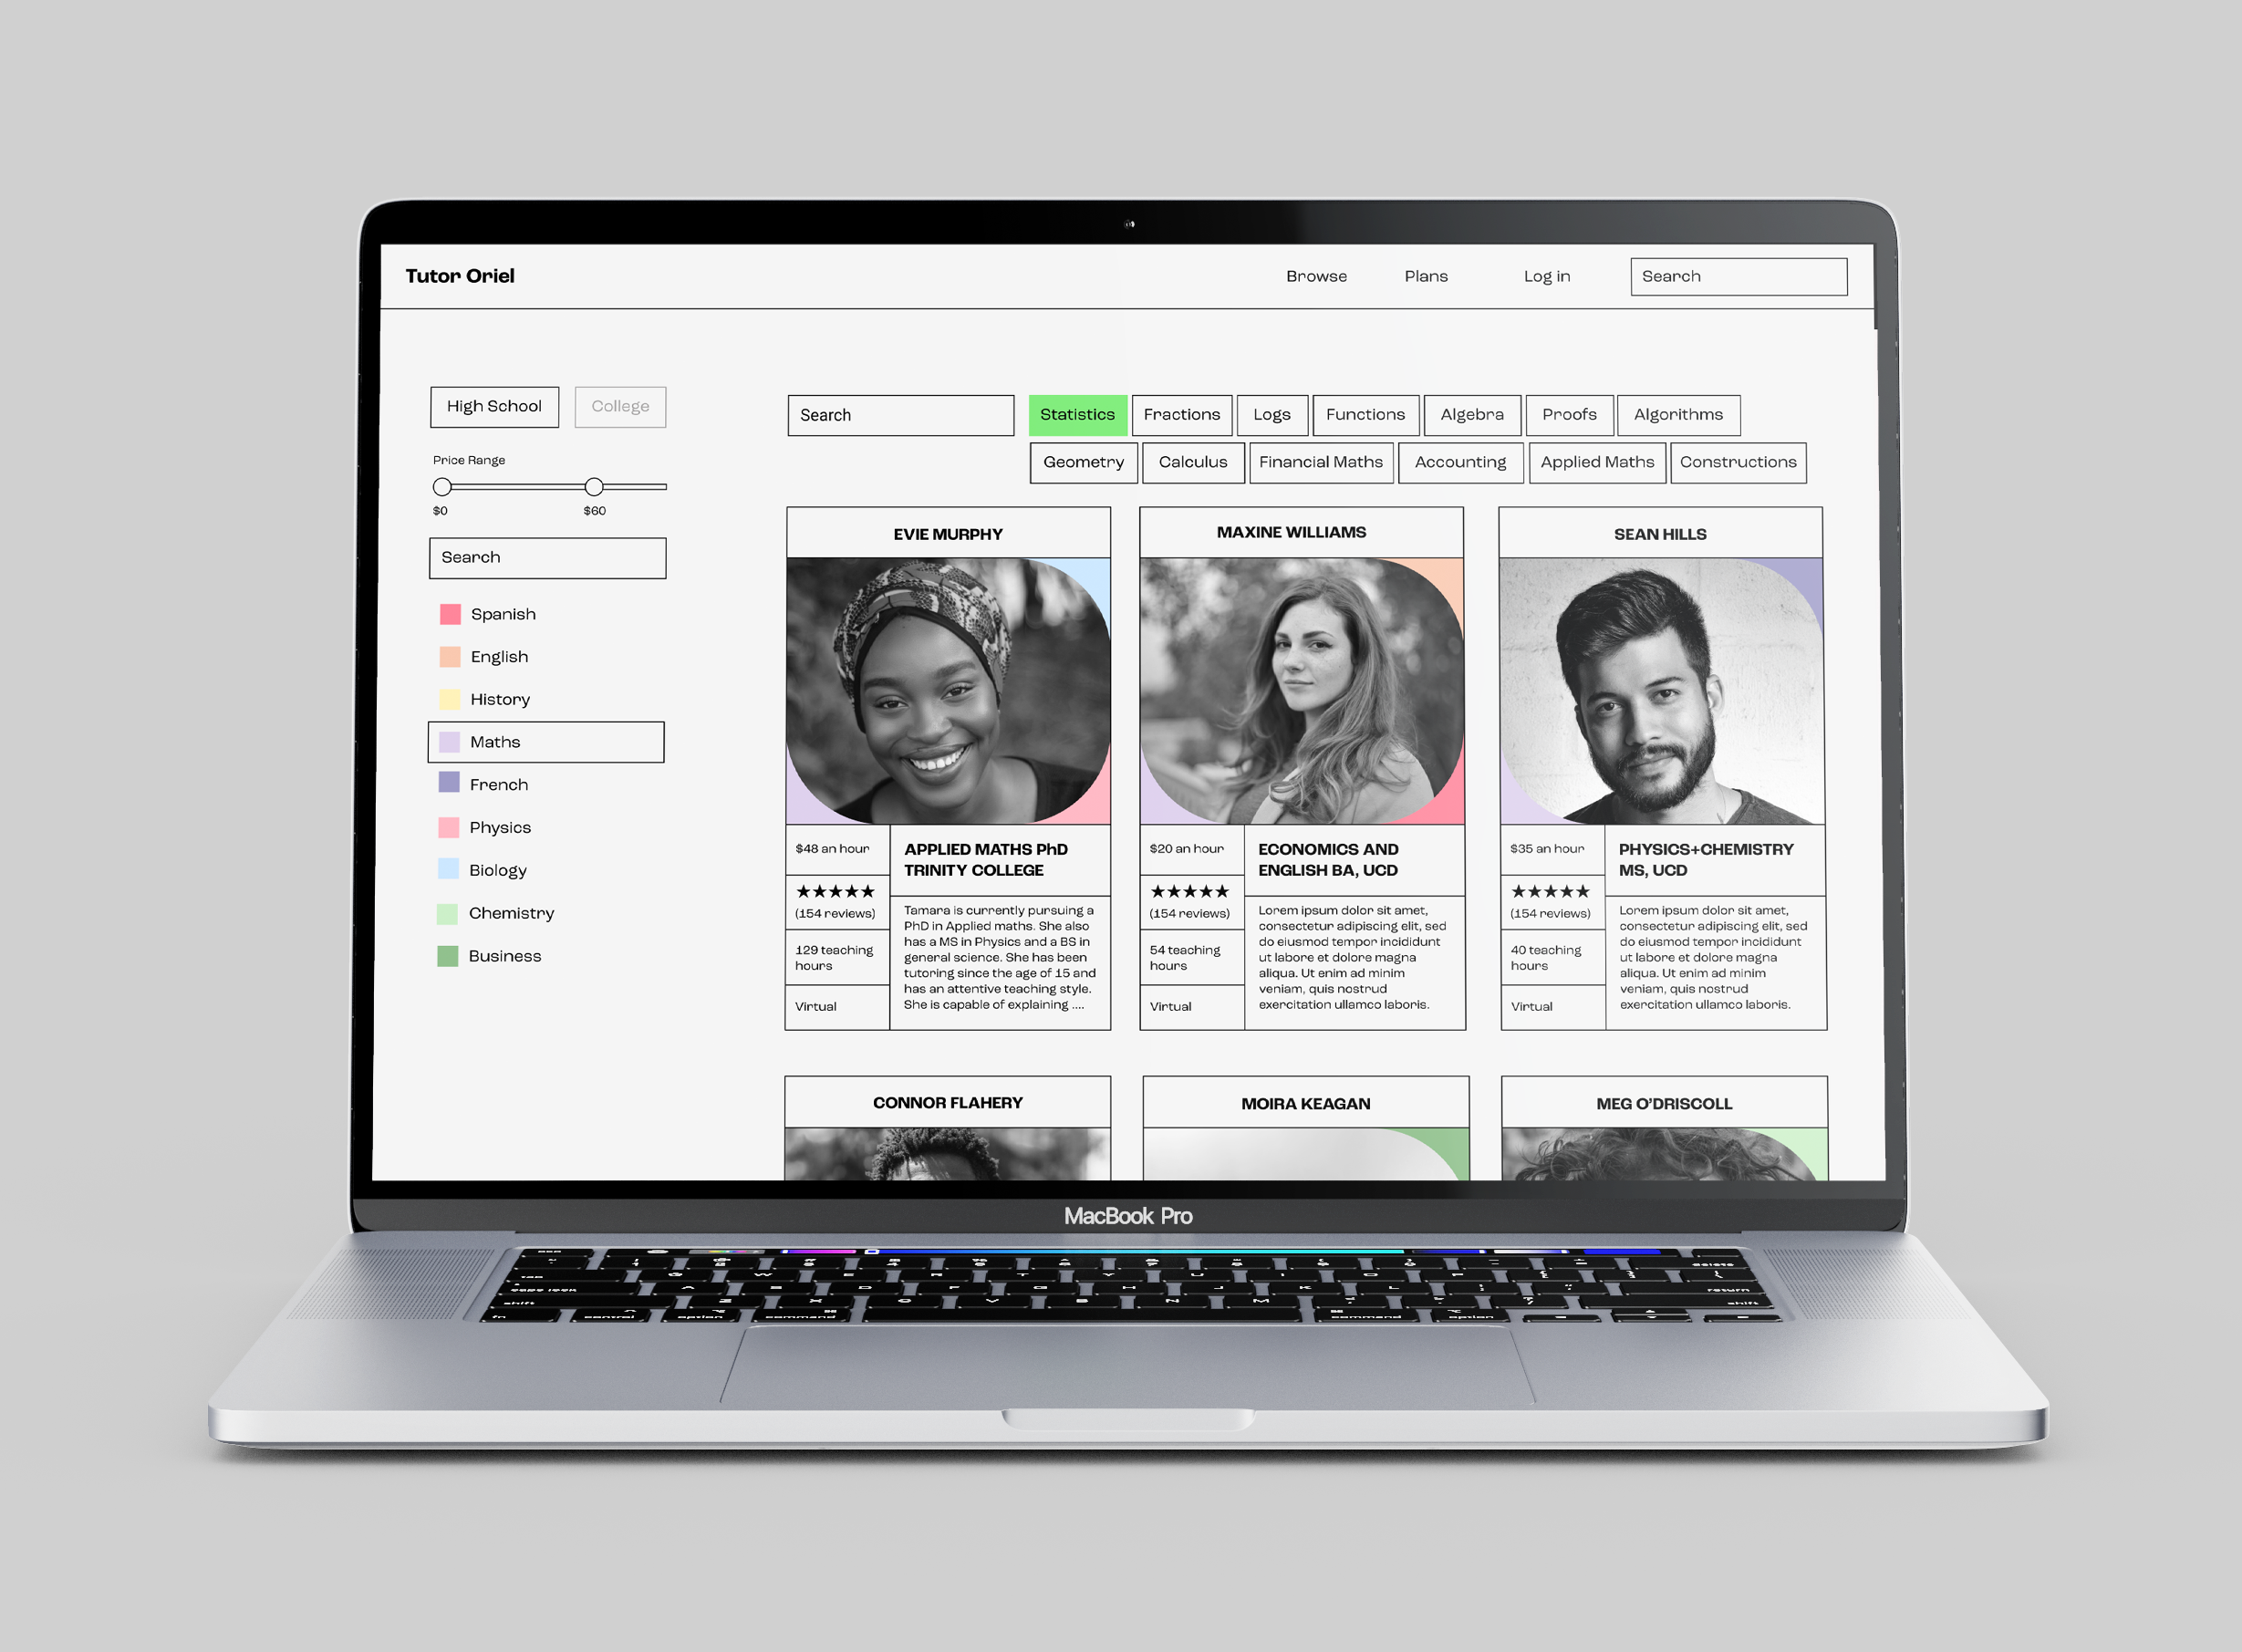 Tutor Oriel
Browse
Plans
Log in
Search
High School
College
Price Range
$0
$60
Search
Spanish
English
History
Maths
French
Physics
Biology
Chemistry
Business
Search
Statistics
Fractions
Logs
Functions
Algebra
Proofs
Algorithms
Geometry
Calculus
Financial Maths
Accounting
Applied Maths
Constructions
EVIE MURPHY
$48 an hour
★★★★★
(154 reviews)
129 teaching
hours
Virtual
APPLIED MATHS PhD
TRINITY COLLEGE
Tamara is currently pursuing a
PhD in Applied maths. She also
has a MS in Physics and a BS in
general science. She has been
tutoring since the age of 15 and
has an attentive teaching style.
She is capable of explaining ....
MAXINE WILLIAMS
$20 an hour
★★★★★
(154 reviews)
54 teaching
hours
Virtual
ECONOMICS AND
ENGLISH BA, UCD
Lorem ipsum dolor sit amet,
consectetur adipiscing elit, sed
do eiusmod tempor incididunt
ut labore et dolore magna
aliqua. Ut enim ad minim
veniam, quis nostrud
exercitation ullamco laboris.
SEAN HILLS
$35 an hour
★★★★★
(154 reviews)
40 teaching
hours
Virtual
PHYSICS+CHEMISTRY
MS, UCD
Lorem ipsum dolor sit amet,
consectetur adipiscing elit, sed
do eiusmod tempor incididunt
ut labore et dolore magna
aliqua. Ut enim ad minim
veniam, quis nostrud
exercitation ullamco laboris.
CONNOR FLAHERY
MOIRA KEAGAN
MEG O'DRISCOLL
MacBook Pro
delete
return
shift
shift
fn
control
option
command
command
option